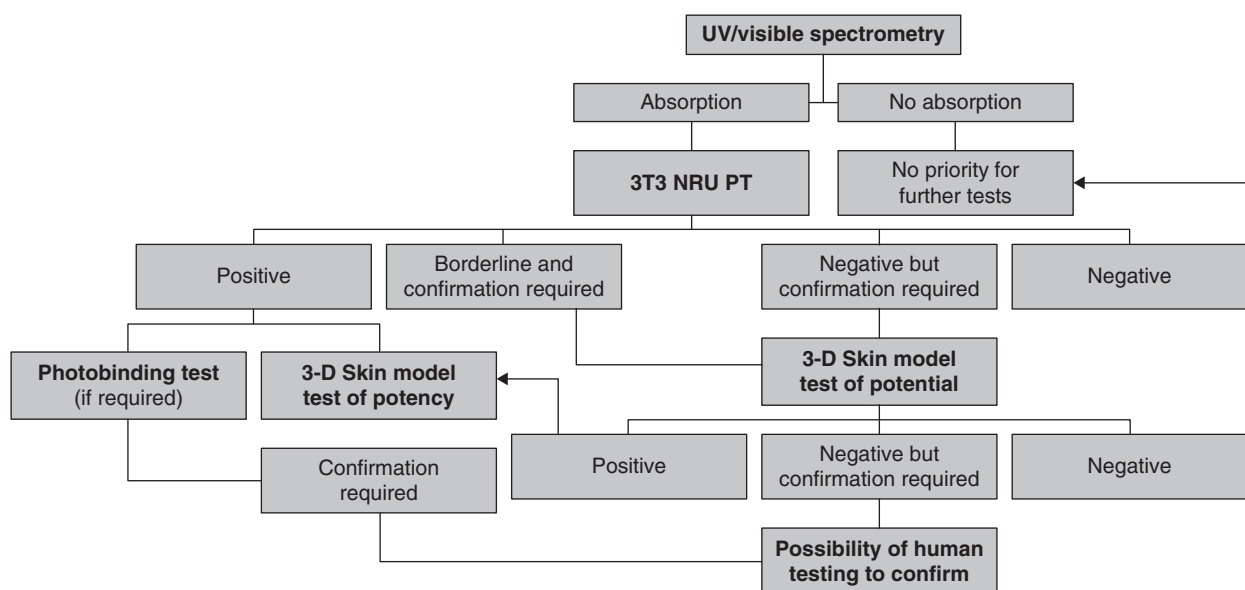 UV/visible spectrometry
Absorption
No absorption
3T3 NRU PT
No priority for
further tests
Positive
Borderline and
confirmation required
Negative but
confirmation required
Negative
Photobinding test
(if required)
3-D Skin model
test of potency
3-D Skin model
test of potential
Confirmation
required
Positive
Negative but
confirmation required
Negative
Possibility of human
testing to confirm